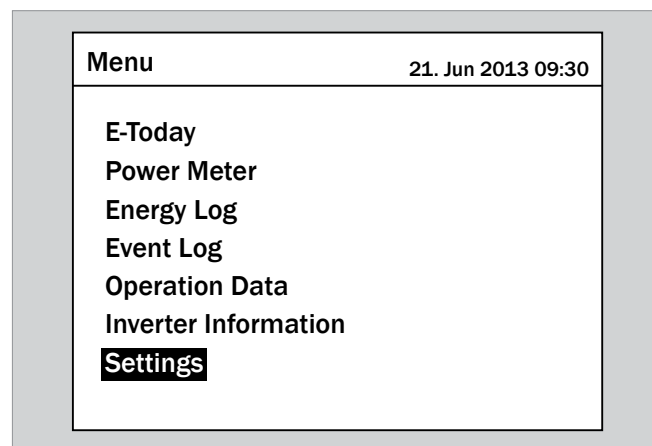 Menu 21. Jun 2013 09:30
E-Today
Power Meter
Energy Log
Event Log
Operation Data
Inverter Information
Settings